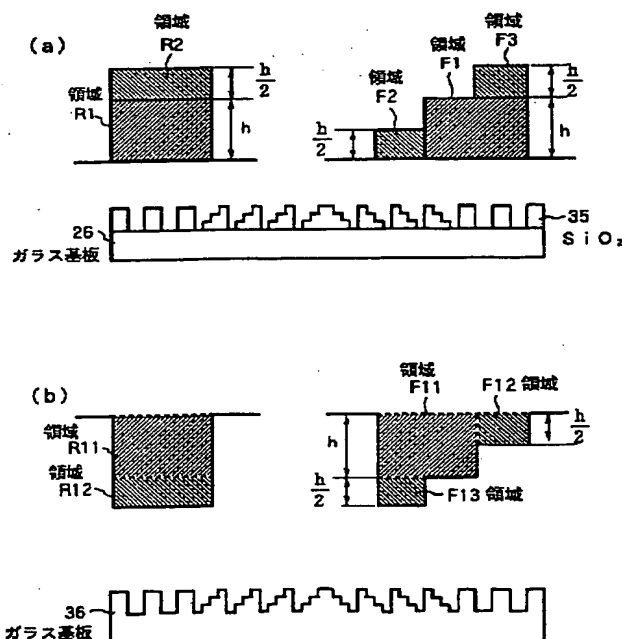 (a)
領域
R2
h/2
領域
R1
h
領域
F3
領域
F1
領域
F2
h/2
h/2
h
26
ガラス基板
35
SiO₂
(b)
領域
R11
領域
R12
領域
F11
F12 領域
h
h/2
h/2
F13 領域
36
ガラス基板